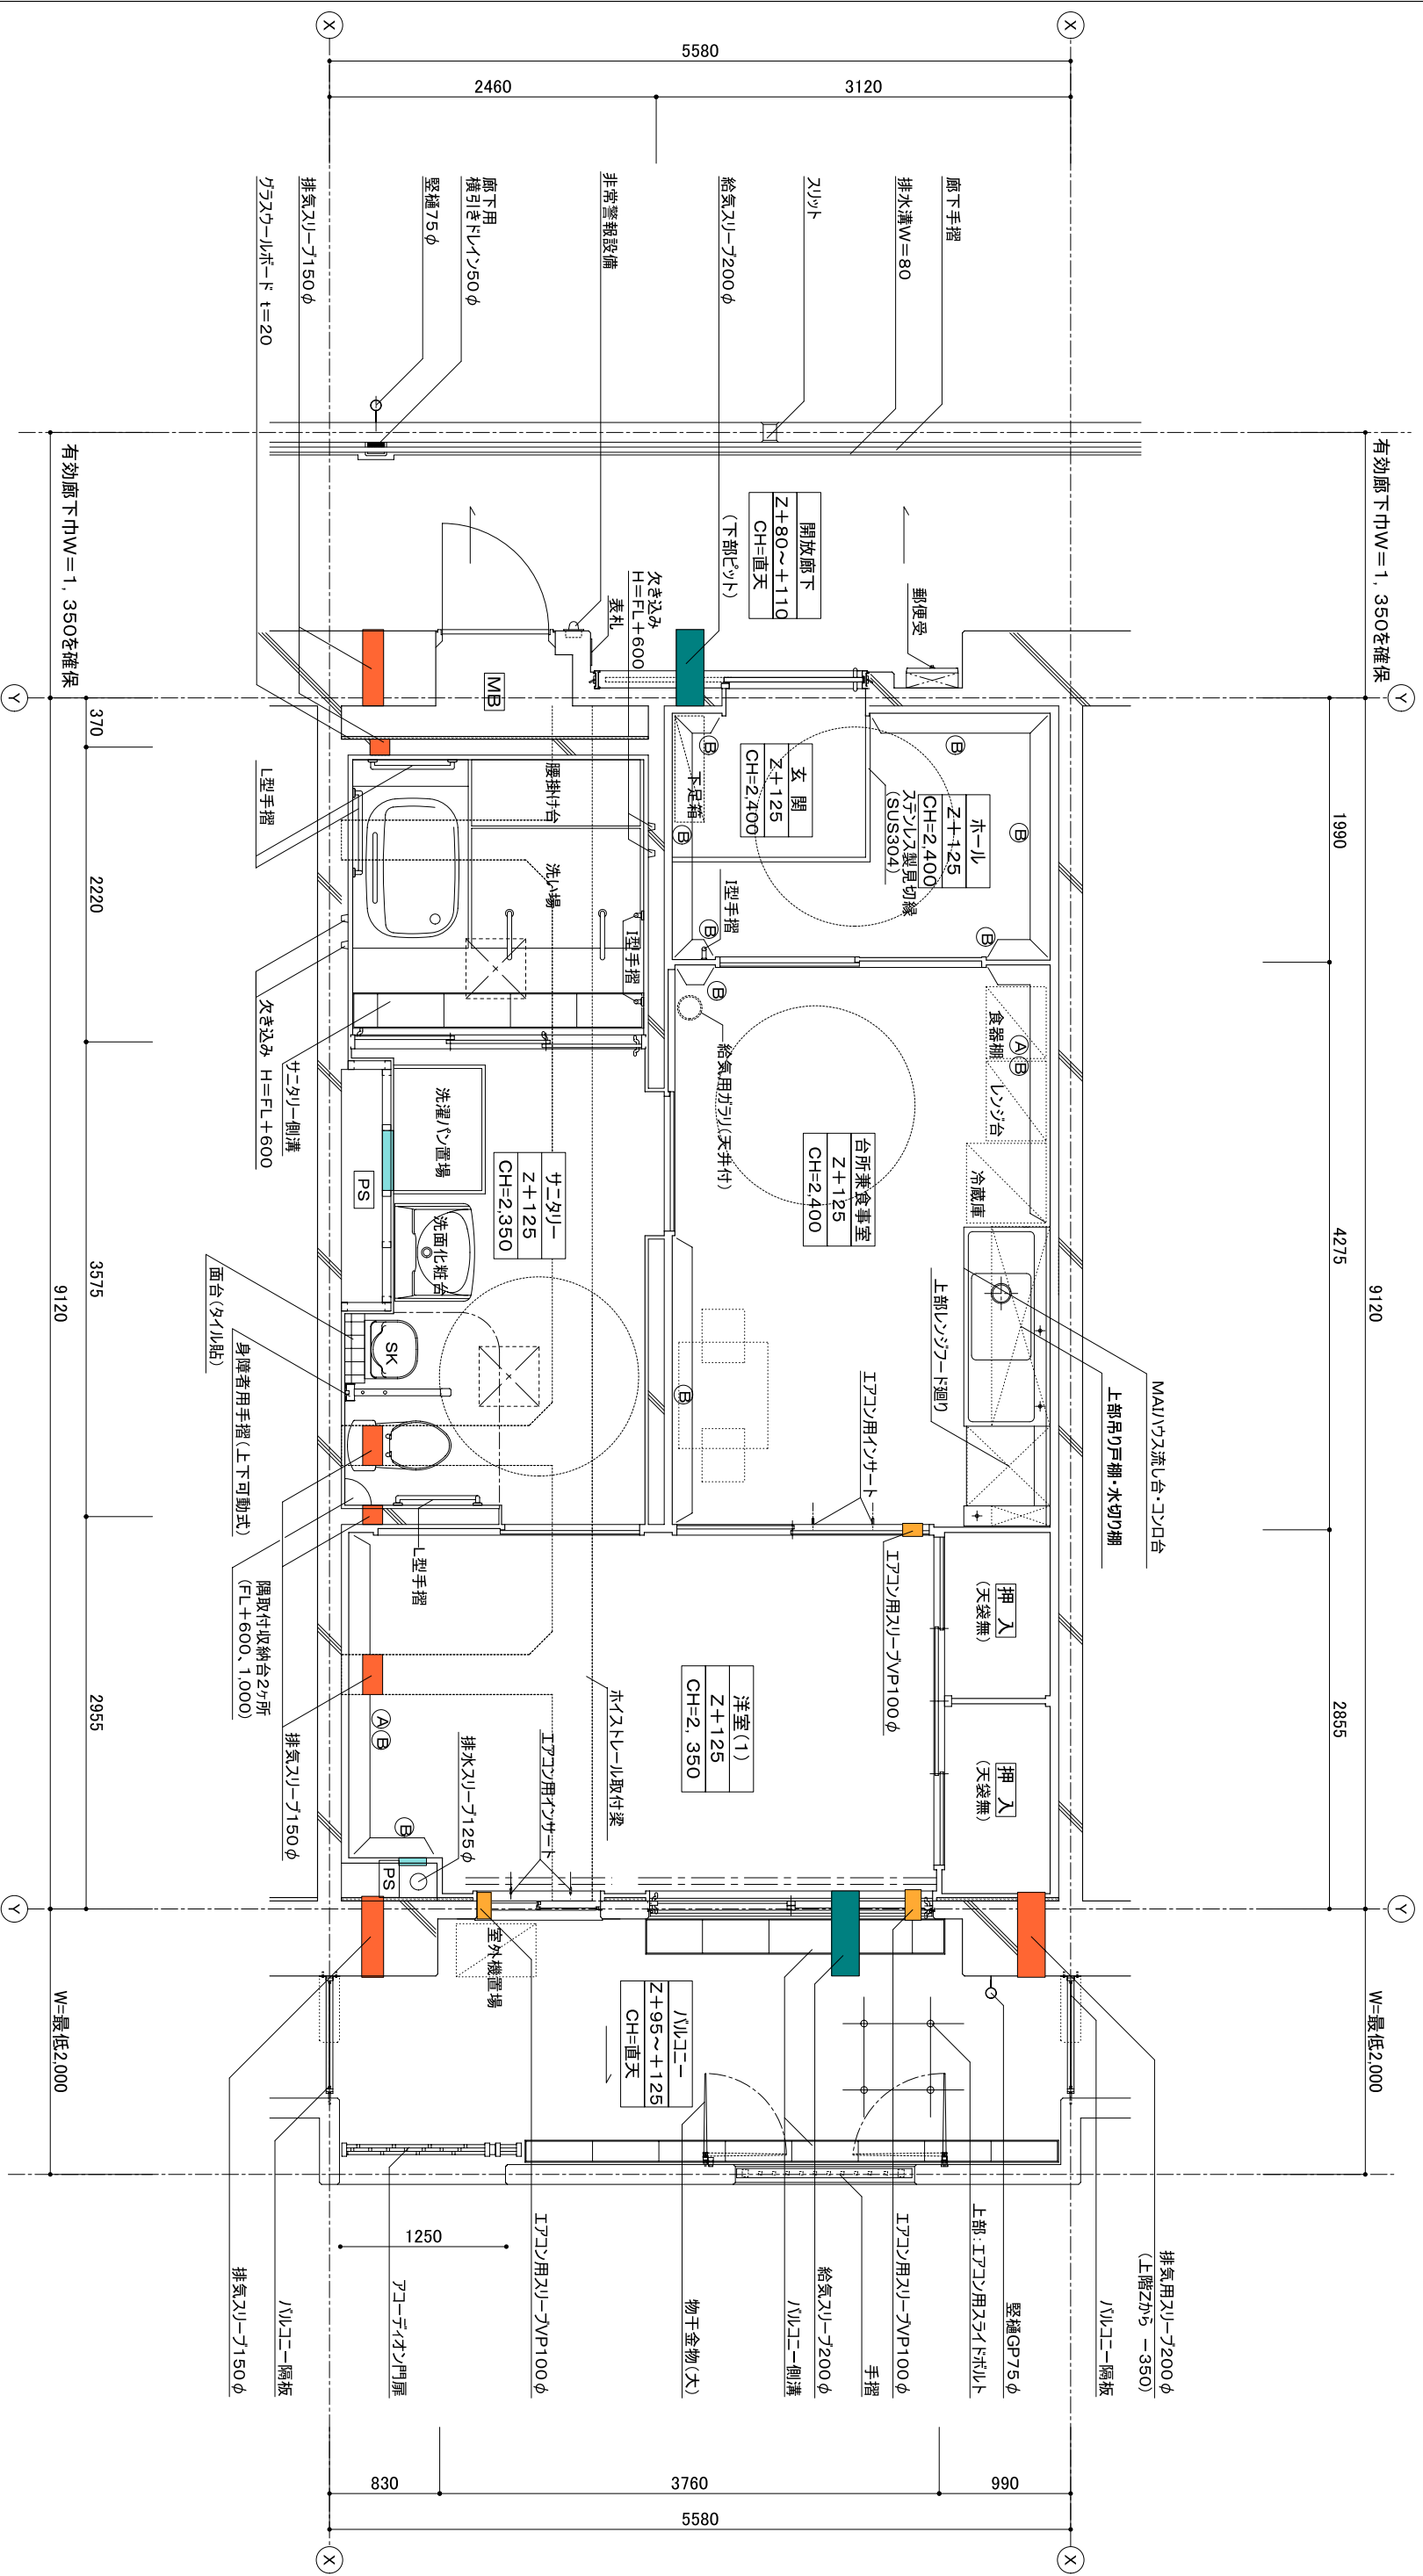 X
X
5580
2460
3120
グラスウールボード t=20
排気スリーブ150φ
竪樋75φ
廊下用
横引きドレイン50φ
非常警報設備
給気スリーブ200φ
スリット
排水溝W=80
廊下手摺
有効廊下巾W=1,350を確保
有効廊下巾W=1,350を確保
開放廊下
Z+80~+110
CH=直天
(下部ピット)
欠き込み
H=FL+600
表札
郵便受
MB
Y
Y
370
2220
3575
2955
9120
1990
4275
2855
9120
玄 関
Z+125
CH=2,400
下足箱
ホール
Z+125
CH=2,400
ステンレス製見切縁
(SUS304)
B
B
B
B
B
B
I型手摺
L型手摺
腰掛け台
洗い場
I型手摺
欠き込み H=FL+600
サニタリー側溝
給気用ガラリ(天井付)
B
食器棚
A
B
レンジ台
冷蔵庫
台所兼食事室
Z+125
CH=2,400
洗濯パン置場
サニタリー
Z+125
CH=2,350
PS
洗面化粧台
SK
面台(タイル貼)
身障者用手摺(上下可動式)
隅取付収納台2ヶ所
(FL+600、1,000)
排気スリーブ150φ
L型手摺
B
上部レンジフード廻り
エアコン用インサート
MAIハウス流し台・コンロ台
上部吊り戸棚・水切り棚
エアコン用スリーブVP100φ
押 入
(天袋無)
押 入
(天袋無)
洋室(1)
Z+125
CH=2,350
ホイストレール取付梁
エアコン用インサート
排水スリーブ125φ
A
B
B
PS
Y
Y
室外機置場
バルコニー
Z+95~+125
CH=直天
W=最低2,000
W=最低2,000
1250
排気スリーブ150φ
バルコニー隔板
アコーディオン門扉
エアコン用スリーブVP100φ
物干金物(大)
バルコニー側溝
給気スリーブ200φ
手摺
エアコン用スリーブVP100φ
上部:エアコン用スライドボルト
竪樋GP75φ
バルコニー隔板
排気用スリーブ200φ
(上階Zから -350)
830
3760
990
5580
X
X